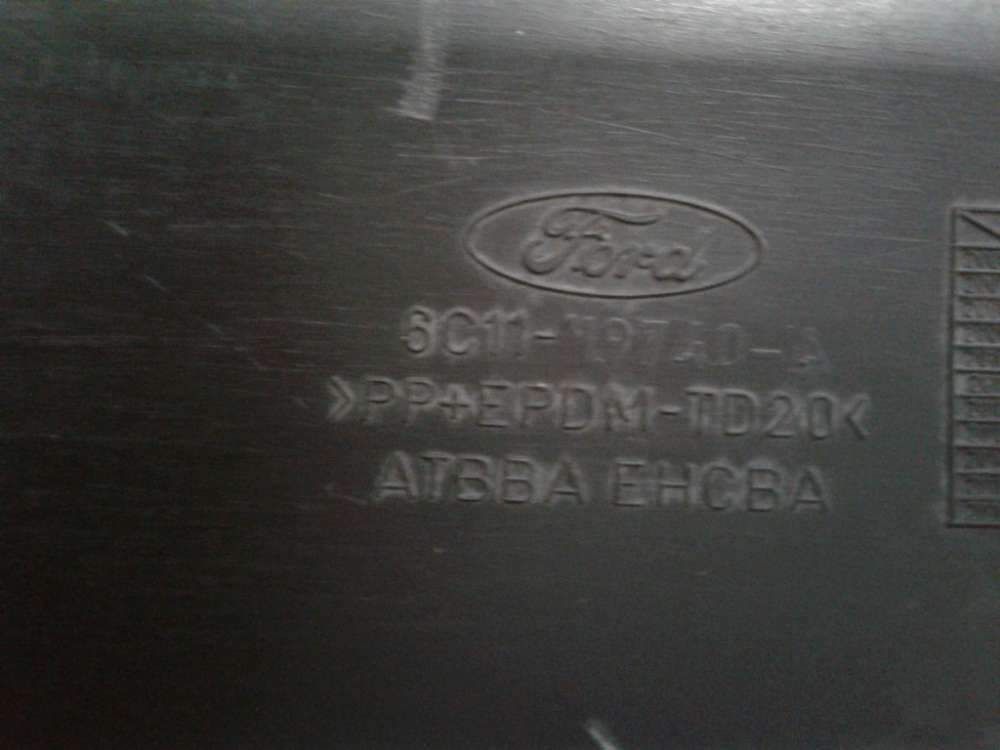 Ford
6C11-19740-A
>PP+EPDM-TD20<
ATBBA EHCBA